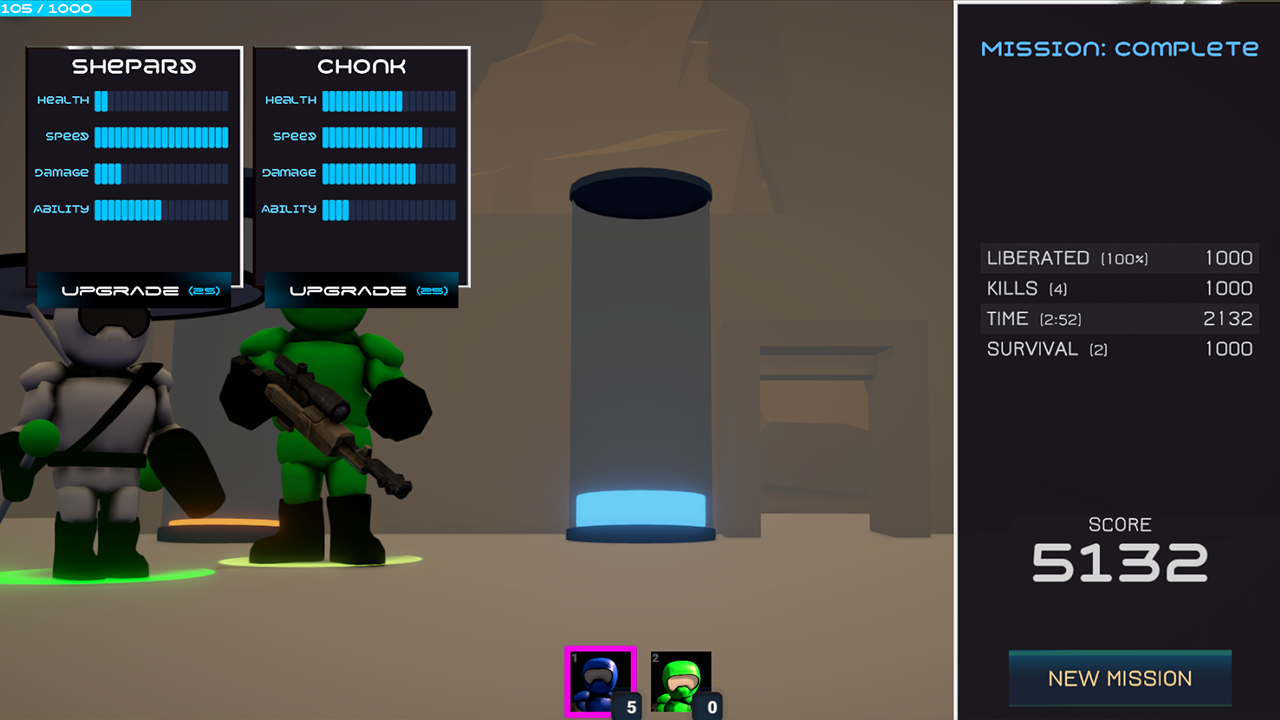 105 / 1000
SHEPARD
HEALTH
SPEED
DAMAGE
ABILITY
UPGRADE (25)
CHONK
HEALTH
SPEED
DAMAGE
ABILITY
UPGRADE (25)
1
5
2
0
MISSION: COMPLETE
LIBERATED (100%) 1000
KILLS (4) 1000
TIME (2:52) 2132
SURVIVAL (2) 1000
SCORE
5132
NEW MISSION